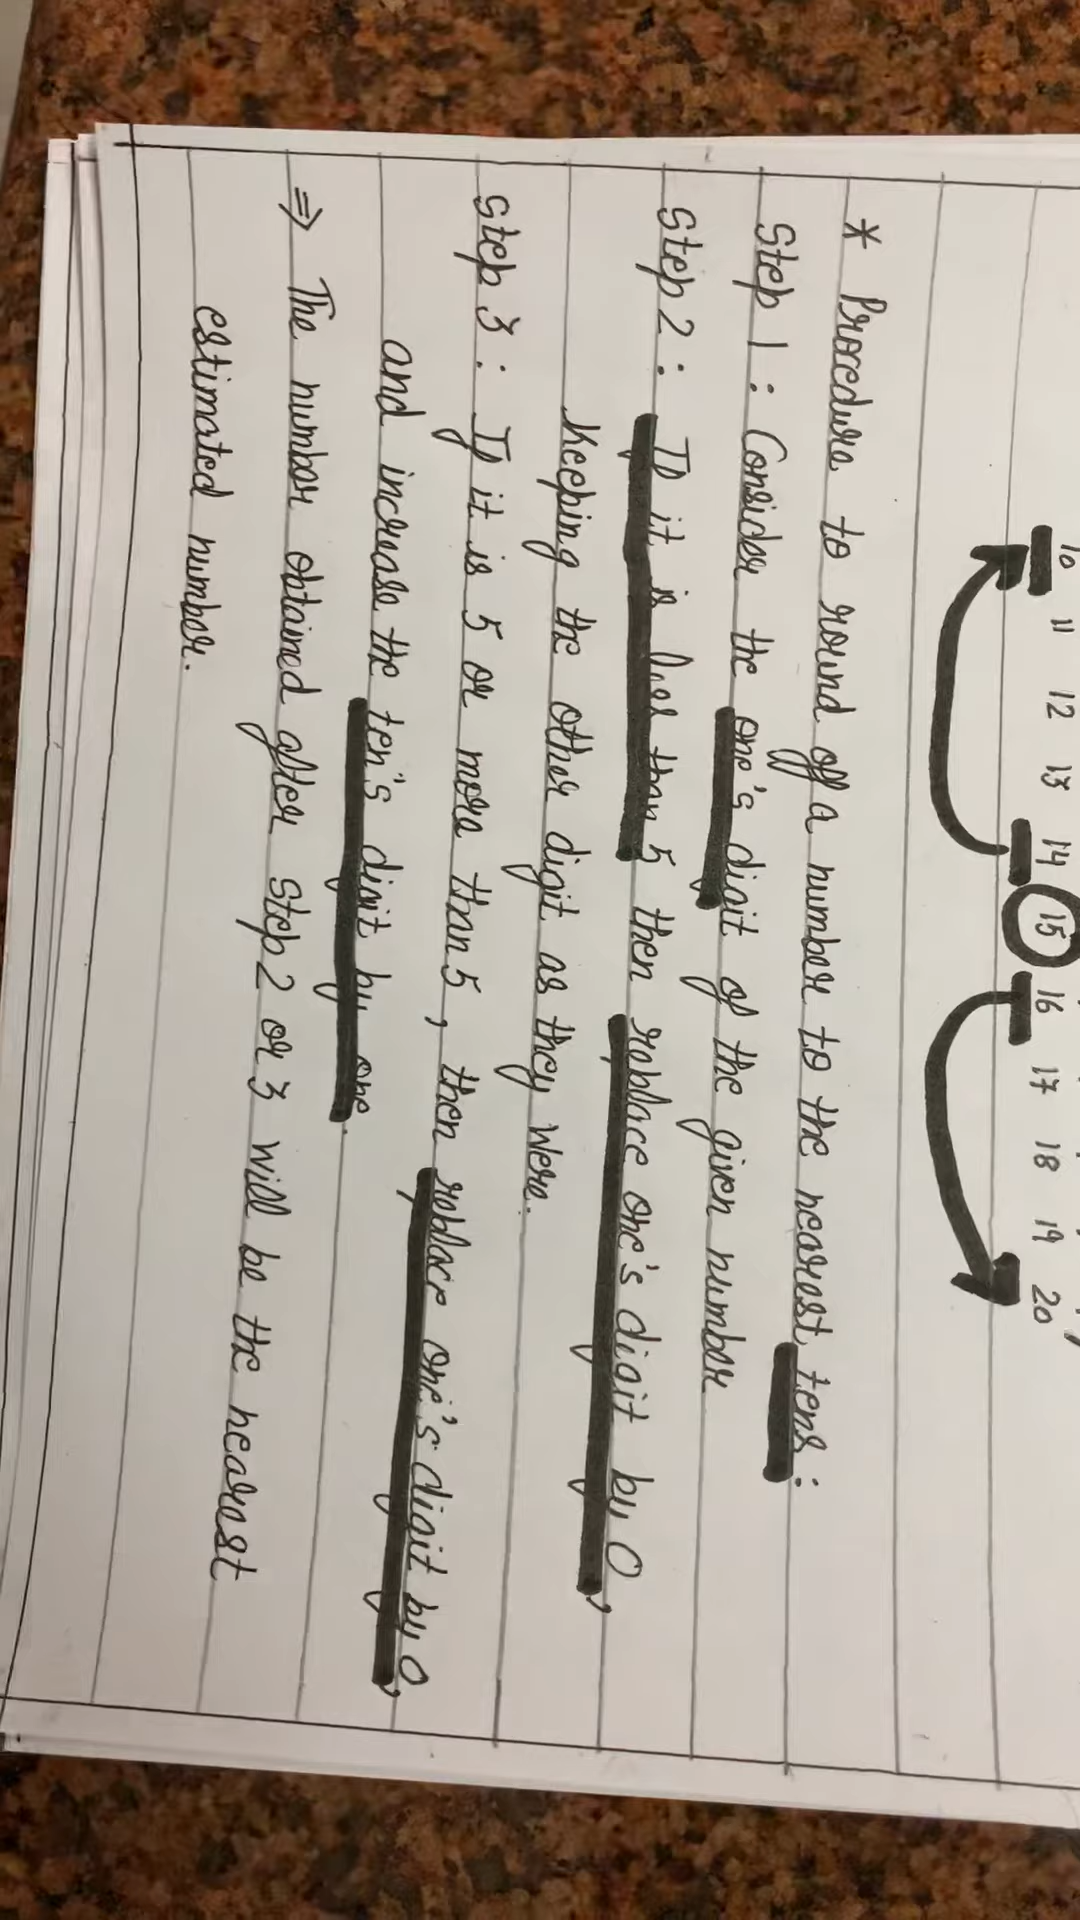 10 11 12 13 14 15 16 17 18 19 20
* Procedure to round off a number to the nearest tens:
Step 1 : Consider the one's digit of the given number
Step 2 : If it is less than 5 then replace one's digit by 0,
keeping the other digit as they were.
Step 3 : If it is 5 or more than 5, then replace one's digit by 0,
and increase the ten's digit by one.
⇒ The number obtained after step 2 or 3 will be the nearest
estimated number.